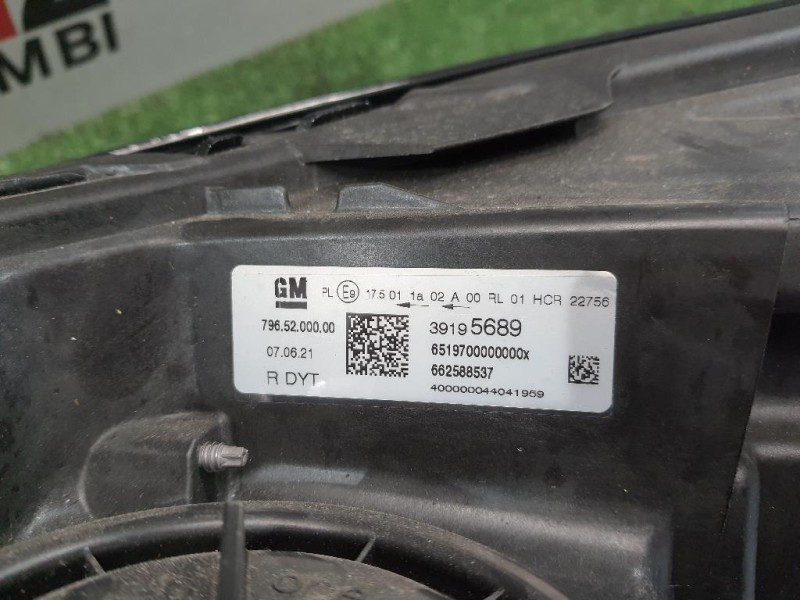 MBI
GM PL E9 17.5 01 1a 02 A 00 RL 01 HCR 22756
796.52.000.00 39195689
07.06.21 6519700000000x
R DYT 662588537
400000044041959